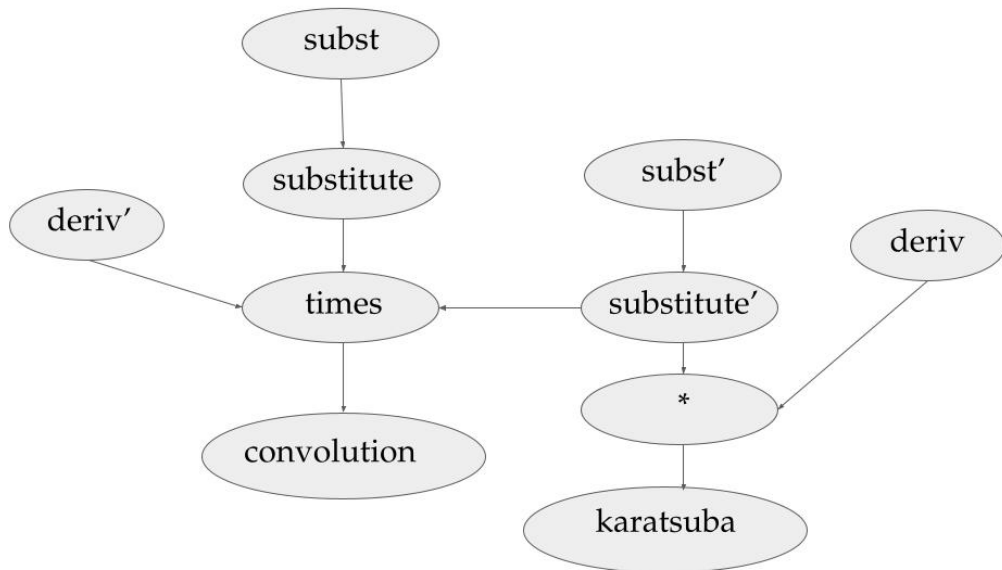 subst
substitute
subst’
deriv’
deriv
times
substitute’
*
convolution
karatsuba